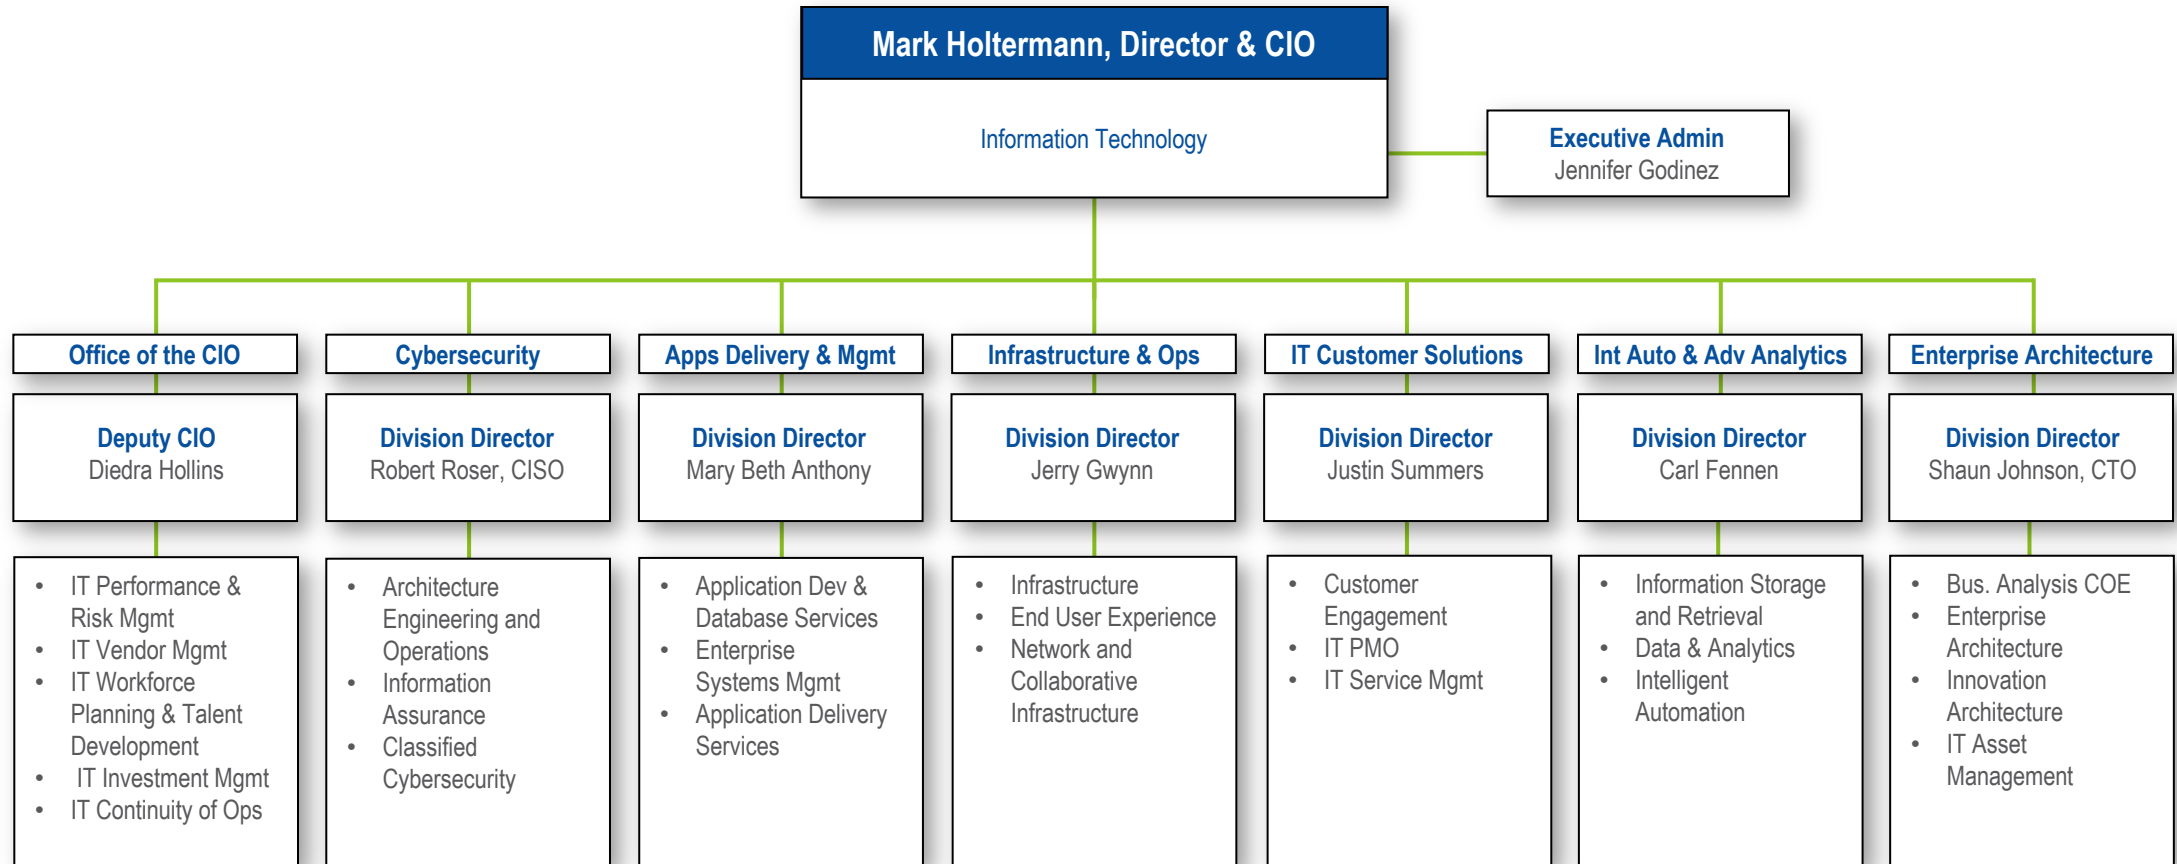 Mark Holtermann, Director & CIO
Information Technology
Executive Admin
Jennifer Godinez
Office of the CIO
Deputy CIO
Diedra Hollins
• IT Performance &
Risk Mgmt
• IT Vendor Mgmt
• IT Workforce
Planning & Talent
Development
• IT Investment Mgmt
• IT Continuity of Ops
Cybersecurity
Division Director
Robert Roser, CISO
• Architecture
Engineering and
Operations
• Information
Assurance
• Classified
Cybersecurity
Apps Delivery & Mgmt
Division Director
Mary Beth Anthony
• Application Dev &
Database Services
• Enterprise
Systems Mgmt
• Application Delivery
Services
Infrastructure & Ops
Division Director
Jerry Gwynn
• Infrastructure
• End User Experience
• Network and
Collaborative
Infrastructure
IT Customer Solutions
Division Director
Justin Summers
• Customer
Engagement
• IT PMO
• IT Service Mgmt
Int Auto & Adv Analytics
Division Director
Carl Fennen
• Information Storage
and Retrieval
• Data & Analytics
• Intelligent
Automation
Enterprise Architecture
Division Director
Shaun Johnson, CTO
• Bus. Analysis COE
• Enterprise
Architecture
• Innovation
Architecture
• IT Asset
Management